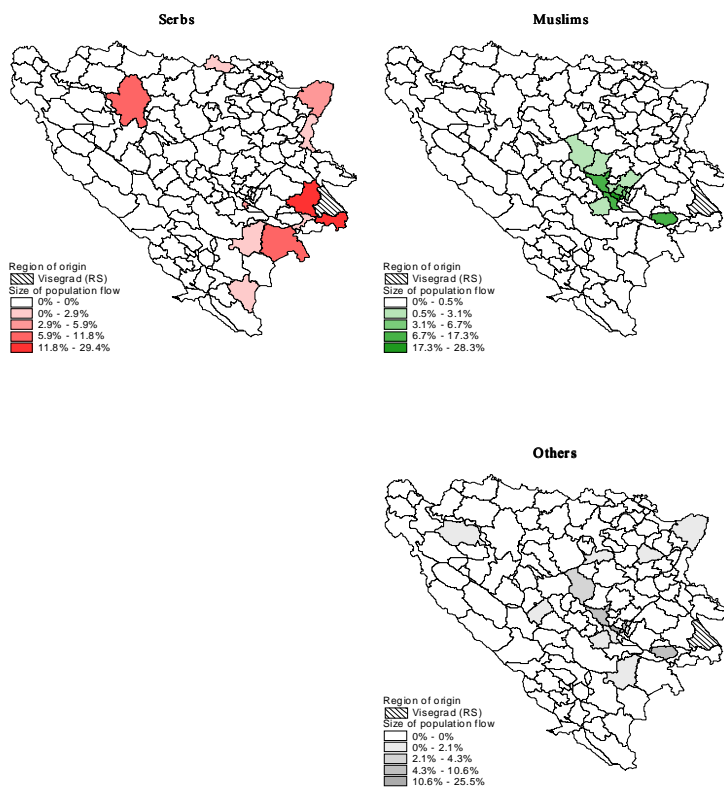 Serbs
Muslims
Region of origin
Visegrad (RS)
Size of population flow
0% - 0%
0% - 2.9%
2.9% - 5.9%
5.9% - 11.8%
11.8% - 29.4%
Region of origin
Visegrad (RS)
Size of population flow
0% - 0.5%
0.5% - 3.1%
3.1% - 6.7%
6.7% - 17.3%
17.3% - 28.3%
Others
Region of origin
Visegrad (RS)
Size of population flow
0% - 0%
0% - 2.1%
2.1% - 4.3%
4.3% - 10.6%
10.6% - 25.5%